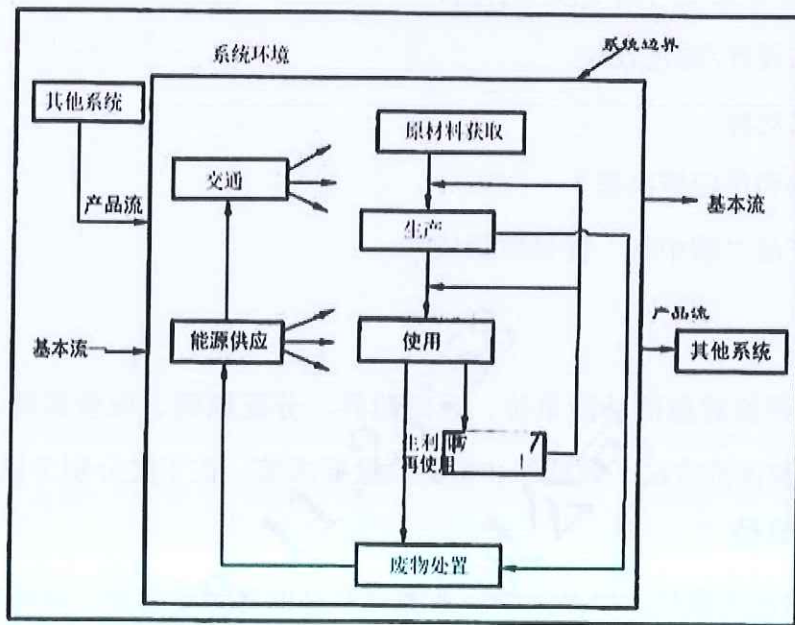 系统环境
系统边界
其他系统
原材料获取
交通
产品流
基本流
生产
产品流
基本流
能源供应
使用
其他系统
再使用
废物处置